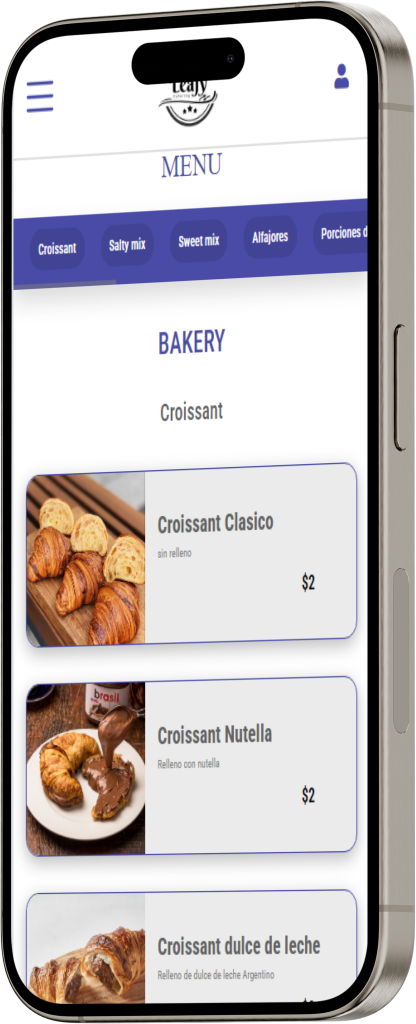 MENU
Croissant
Salty mix
Sweet mix
Alfajores
Porciones d
BAKERY
Croissant
Croissant Clasico
sin relleno
$2
brasil
Croissant Nutella
Relleno con nutella
$2
Croissant dulce de leche
Relleno de dulce de leche Argentino